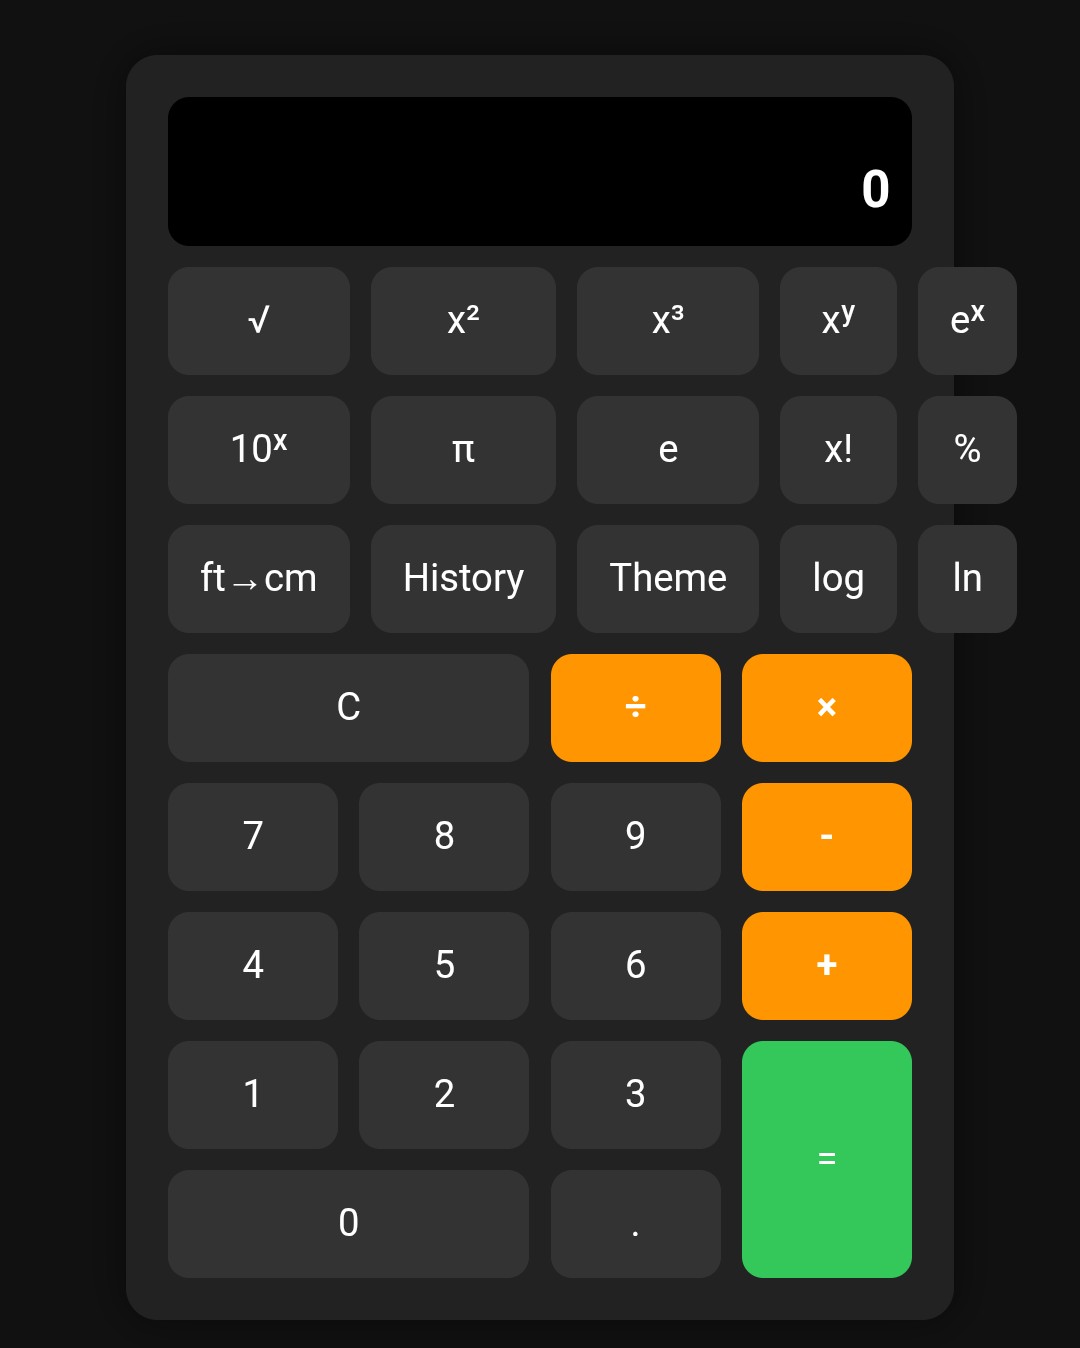 0
√ x² x³ xʸ eˣ
10ˣ π e x! %
ft→cm History Theme log ln
C ÷ ×
7 8 9 -
4 5 6 +
1 2 3
=
0 .